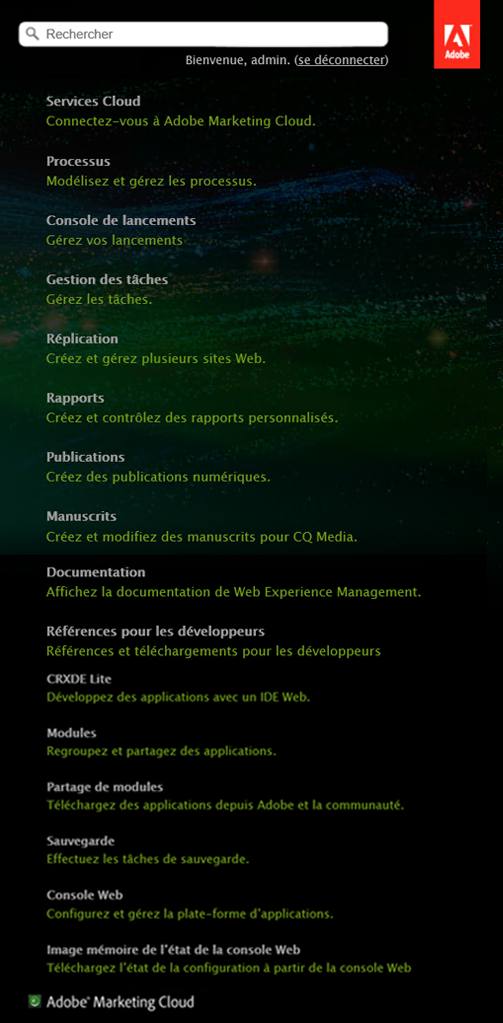 Rechercher
Adobe
Bienvenue, admin. (se déconnecter)
Services Cloud
Connectez-vous à Adobe Marketing Cloud.
Processus
Modélisez et gérez les processus.
Console de lancements
Gérez vos lancements
Gestion des tâches
Gérez les tâches.
Réplication
Créez et gérez plusieurs sites Web.
Rapports
Créez et contrôlez des rapports personnalisés.
Publications
Créez des publications numériques.
Manuscrits
Créez et modifiez des manuscrits pour CQ Media.
Documentation
Affichez la documentation de Web Experience Management.
Références pour les développeurs
Références et téléchargements pour les développeurs
CRXDE Lite
Développez des applications avec un IDE Web.
Modules
Regroupez et partagez des applications.
Partage de modules
Téléchargez des applications depuis Adobe et la communauté.
Sauvegarde
Effectuez les tâches de sauvegarde.
Console Web
Configurez et gérez la plate-forme d'applications.
Image mémoire de l'état de la console Web
Téléchargez l'état de la configuration à partir de la console Web
Adobe® Marketing Cloud